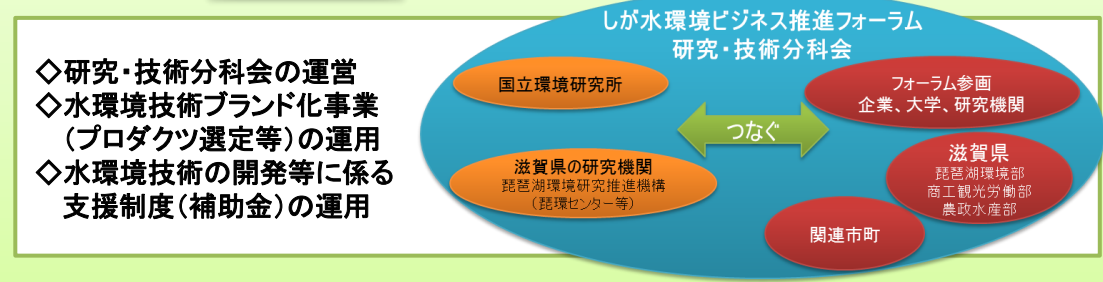 ◇研究・技術分科会の運営
◇水環境技術ブランド化事業
（プロダクツ選定等）の運用
◇水環境技術の開発等に係る
支援制度（補助金）の運用
しが水環境ビジネス推進フォーラム
研究・技術分科会
国立環境研究所
滋賀県の研究機関
琵琶湖環境研究推進機構
（琵環センター等）
つなぐ
フォーラム参画
企業、大学、研究機関
滋賀県
琵琶湖環境部
商工観光労働部
農政水産部
関連市町